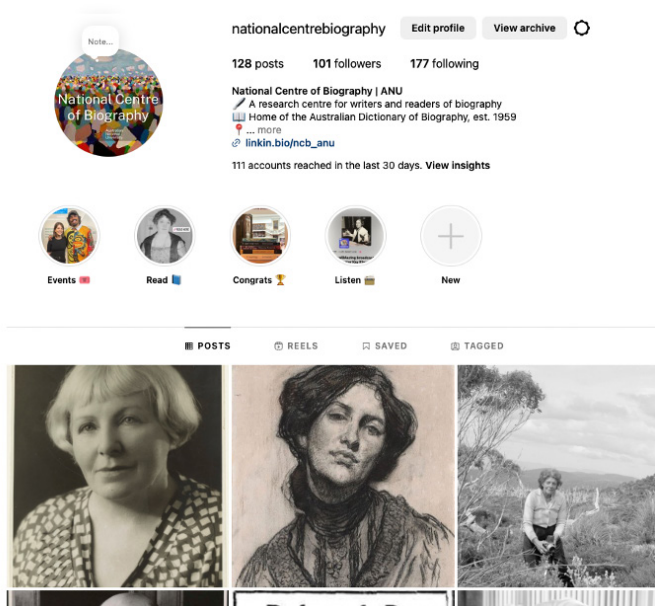 Note...
National Centre
of Biography
nationalcentrebiography
Edit profile
View archive
128 posts 101 followers 177 following
National Centre of Biography | ANU
🖋️ A research centre for writers and readers of biography
📖 Home of the Australian Dictionary of Biography, est. 1959
📍 ... more
linkin.bio/ncb_anu
111 accounts reached in the last 30 days. View insights
Events 🎟️
Read 📘
Congrats 🏆
Listen 📻
New
POSTS
REELS
SAVED
TAGGED